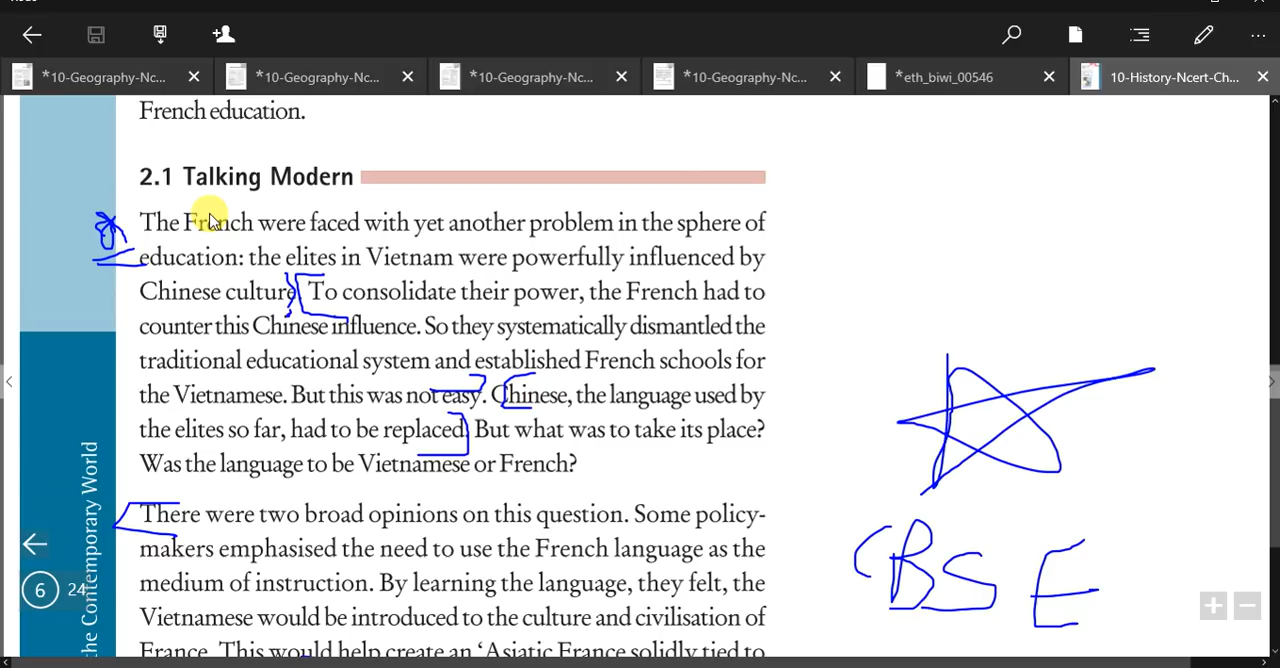 *10-Geography-Nc...
*10-Geography-Nc...
*10-Geography-Nc...
*10-Geography-Nc...
*eth_biwi_00546
10-History-Ncert-Ch...
French education.
2.1 Talking Modern
The French were faced with yet another problem in the sphere of
education: the elites in Vietnam were powerfully influenced by
Chinese culture. To consolidate their power, the French had to
counter this Chinese influence. So they systematically dismantled the
traditional educational system and established French schools for
the Vietnamese. But this was not easy. Chinese, the language used by
the elites so far, had to be replaced. But what was to take its place?
Was the language to be Vietnamese or French?
There were two broad opinions on this question. Some policy-
makers emphasised the need to use the French language as the
medium of instruction. By learning the language, they felt, the
Vietnamese would be introduced to the culture and civilisation of
France. This would help create an 'Asiatic France solidly tied to
the Contemporary World
6 24
CBSE